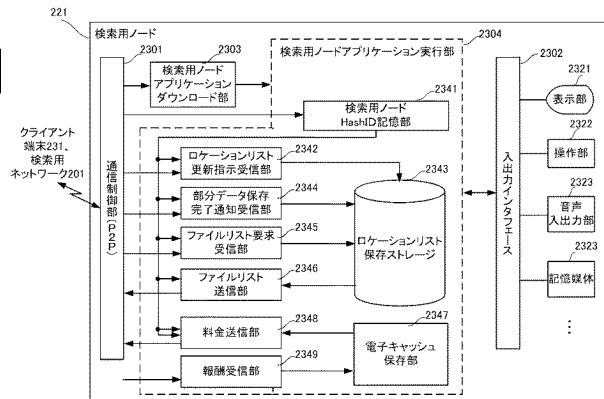 221
検索用ノード
2301
2303
検索用ノード
アプリケーション
ダウンロード部
2304
検索用ノードアプリケーション実行部
2341
検索用ノード
HashID記憶部
2302
2321
表示部
2322
操作部
2323
音声
入出力部
2323
記憶媒体
⋮
入出力インタフェース
クライアント
端末231、
検索用
ネットワーク201
通信制御部(P2P)
2342
ロケーションリスト
更新指示受信部
2343
ロケーションリスト
保存ストレージ
2344
部分データ保存
完了通知受信部
2345
ファイルリスト要求
受信部
2346
ファイルリスト
送信部
2347
電子キャッシュ
保存部
2348
料金送信部
2349
報酬受信部